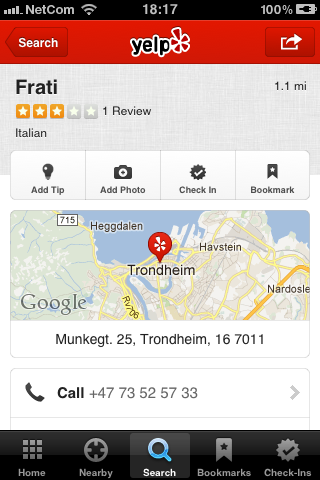 NetCom 18:17 100%
Search
yelp
Frati
1.1 mi
1 Review
Italian
Add Tip
Add Photo
Check In
Bookmark
715
Heggdalen
Havstein
Trondheim
Nardosle
Rv706
Google
Munkegt. 25, Trondheim, 16 7011
Call +47 73 52 57 33
Home
Nearby
Search
Bookmarks
Check-Ins